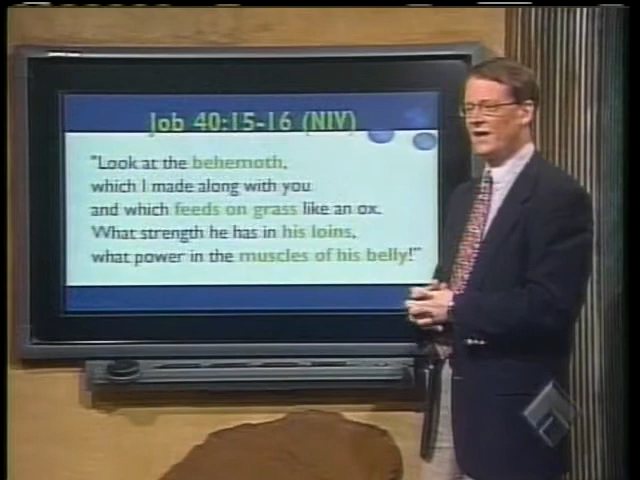 Job 40:15-16 (NIV)
"Look at the behemoth,
which I made along with you
and which feeds on grass like an ox.
What strength he has in his loins,
what power in the muscles of his belly!"